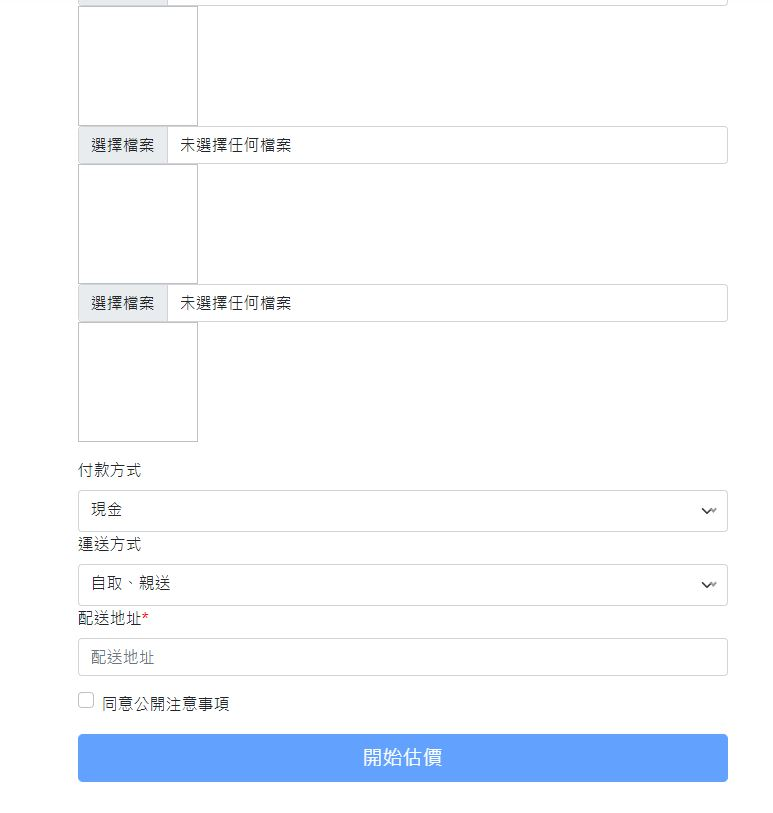 選擇檔案 未選擇任何檔案
選擇檔案 未選擇任何檔案
付款方式
現金
運送方式
自取、親送
配送地址*
配送地址
同意公開注意事項
開始估價